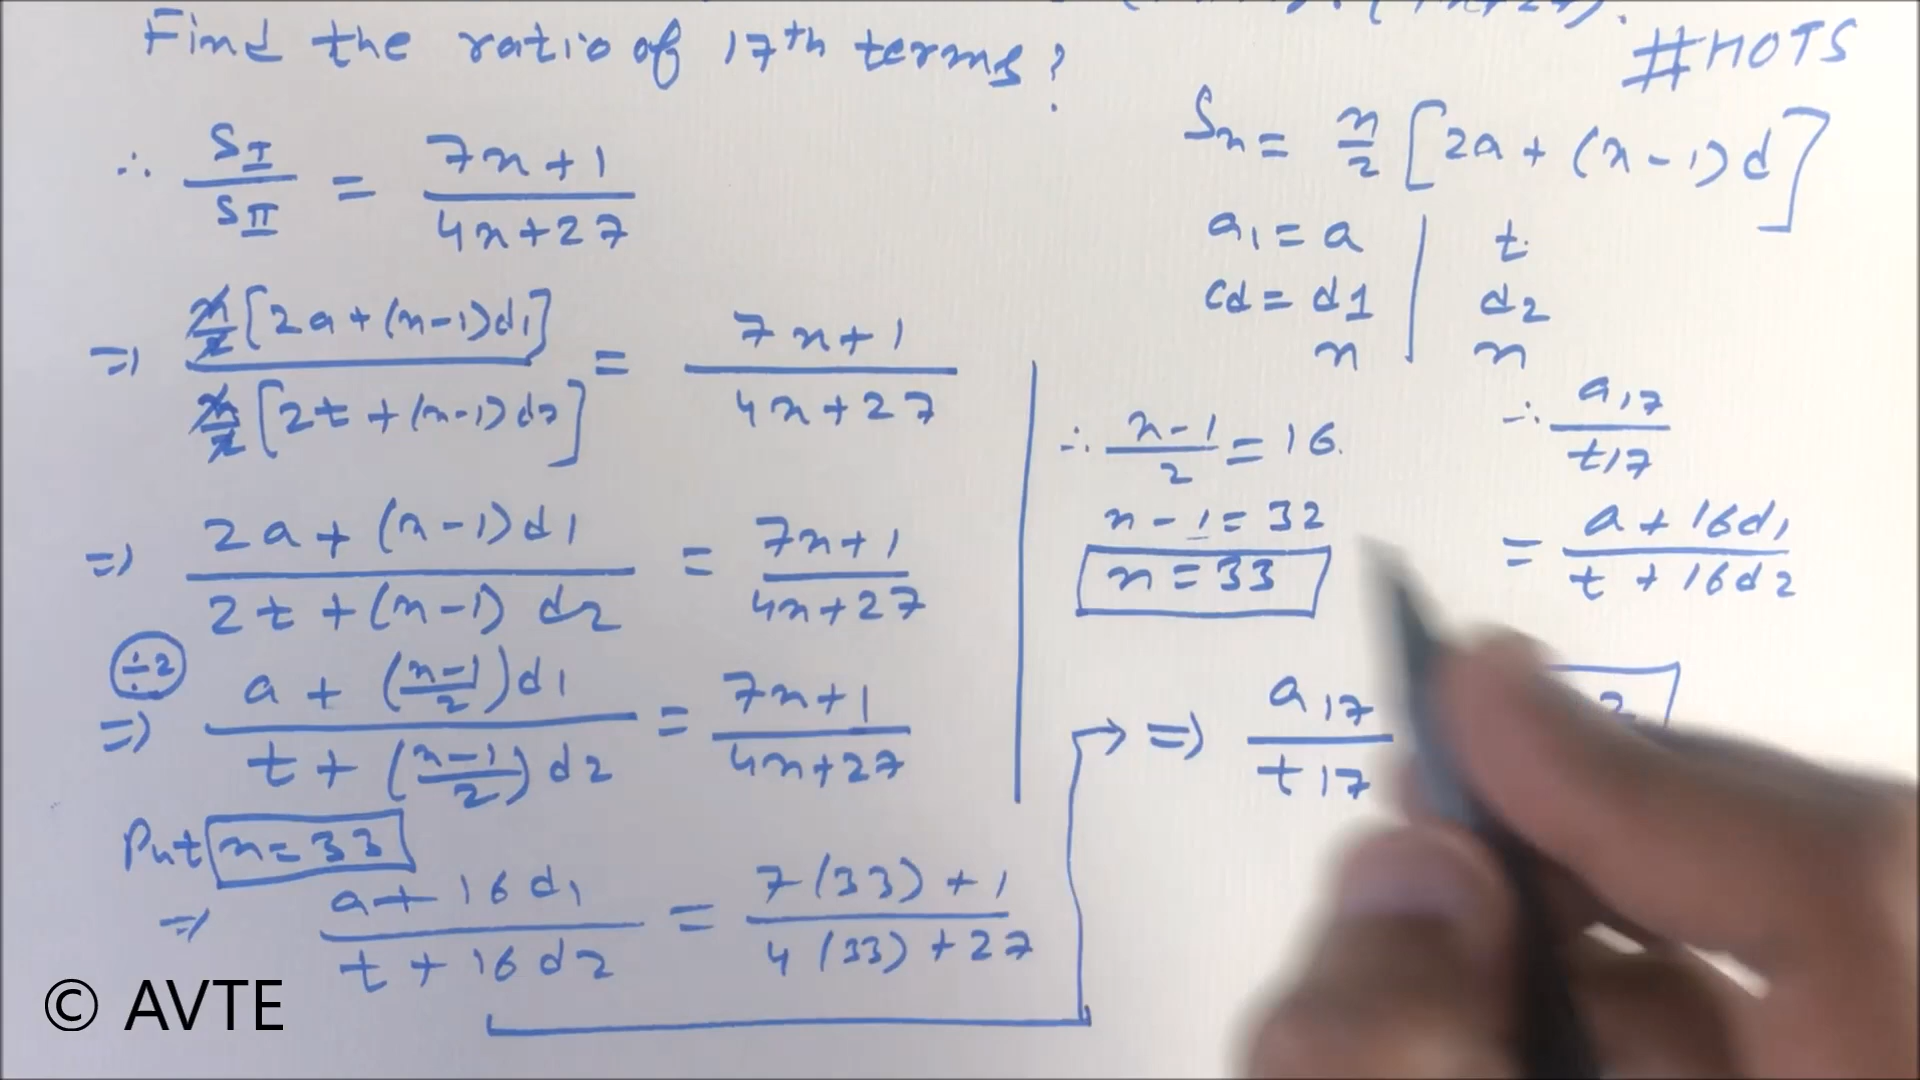 Find the ratio of 17th terms?
#HOTS
∴ SI/SII = (7n+1)/(4n+27)
⇒ n/2[2a+(n-1)d1] / n/2[2t+(n-1)d2] = (7n+1)/(4n+27)
⇒ (2a+(n-1)d1)/(2t+(n-1)d2) = (7n+1)/(4n+27)
÷2
⇒ (a+((n-1)/2)d1)/(t+((n-1)/2)d2) = (7n+1)/(4n+27)
Put n=33
⇒ (a+16d1)/(t+16d2) = (7(33)+1)/(4(33)+27)
Sn = n/2[2a+(n-1)d]
a1 = a | t
cd = d1 | d2
n | n
∴ (n-1)/2 = 16
n-1 = 32
n = 33
∴ a17/t17
= (a+16d1)/(t+16d2)
⇒ a17/t17
© AVTE